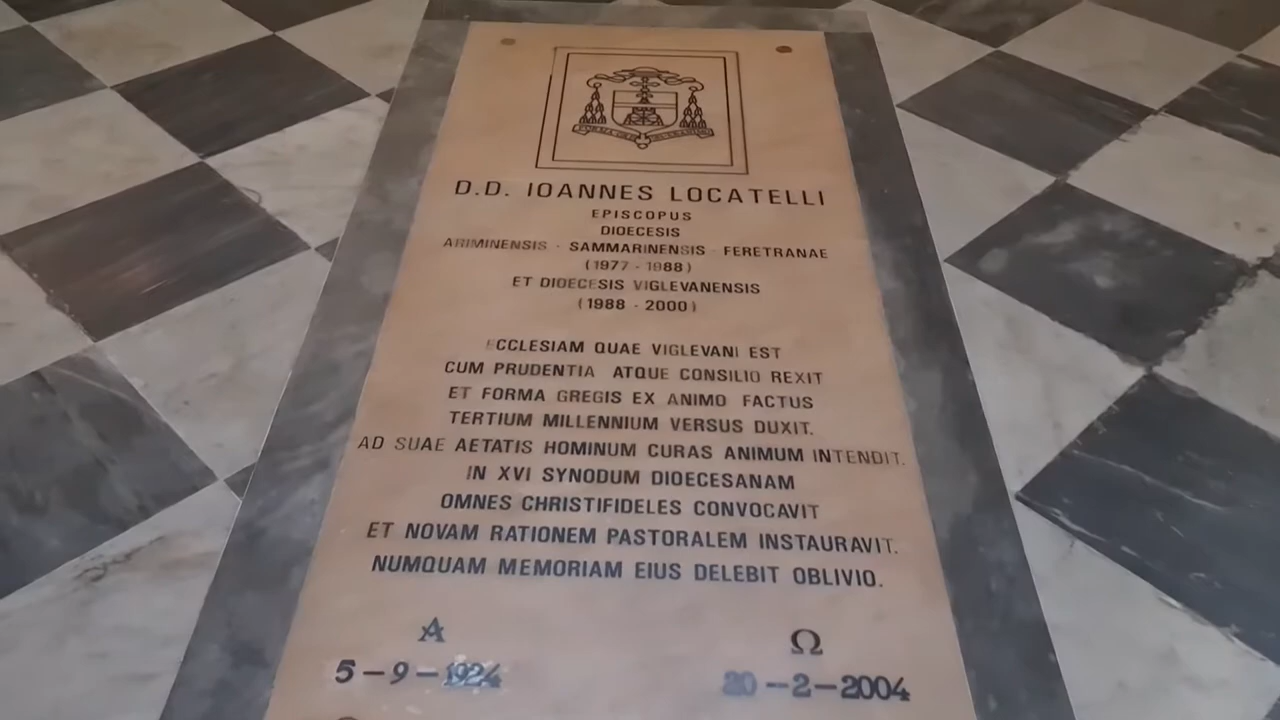 D.D. IOANNES LOCATELLI
EPISCOPUS
DIOECESIS
ARIMINENSIS - SAMMARINENSIS - FERETRANAE
(1977 - 1988)
ET DIOECESIS VIGLEVANENSIS
(1988 - 2000)
ECCLESIAM QUAE VIGLEVANI EST
CUM PRUDENTIA ATQUE CONSILIO REXIT
ET FORMA GREGIS EX ANIMO FACTUS
TERTIUM MILLENNIUM VERSUS DUXIT.
AD SUAE AETATIS HOMINUM CURAS ANIMUM INTENDIT.
IN XVI SYNODUM DIOECESANAM
OMNES CHRISTIFIDELES CONVOCAVIT
ET NOVAM RATIONEM PASTORALEM INSTAURAVIT.
NUMQUAM MEMORIAM EIUS DELEBIT OBLIVIO.
A Ω
5-9-1924 20--2-2004